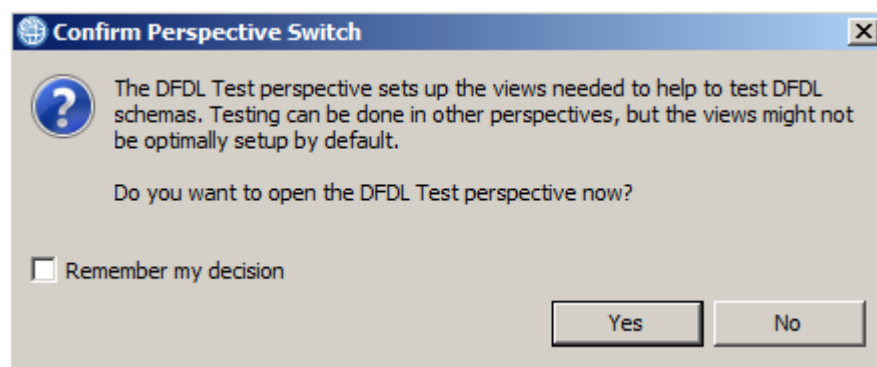 Confirm Perspective Switch
The DFDL Test perspective sets up the views needed to help to test DFDL
schemas. Testing can be done in other perspectives, but the views might not
be optimally setup by default.
Do you want to open the DFDL Test perspective now?
Remember my decision
Yes No